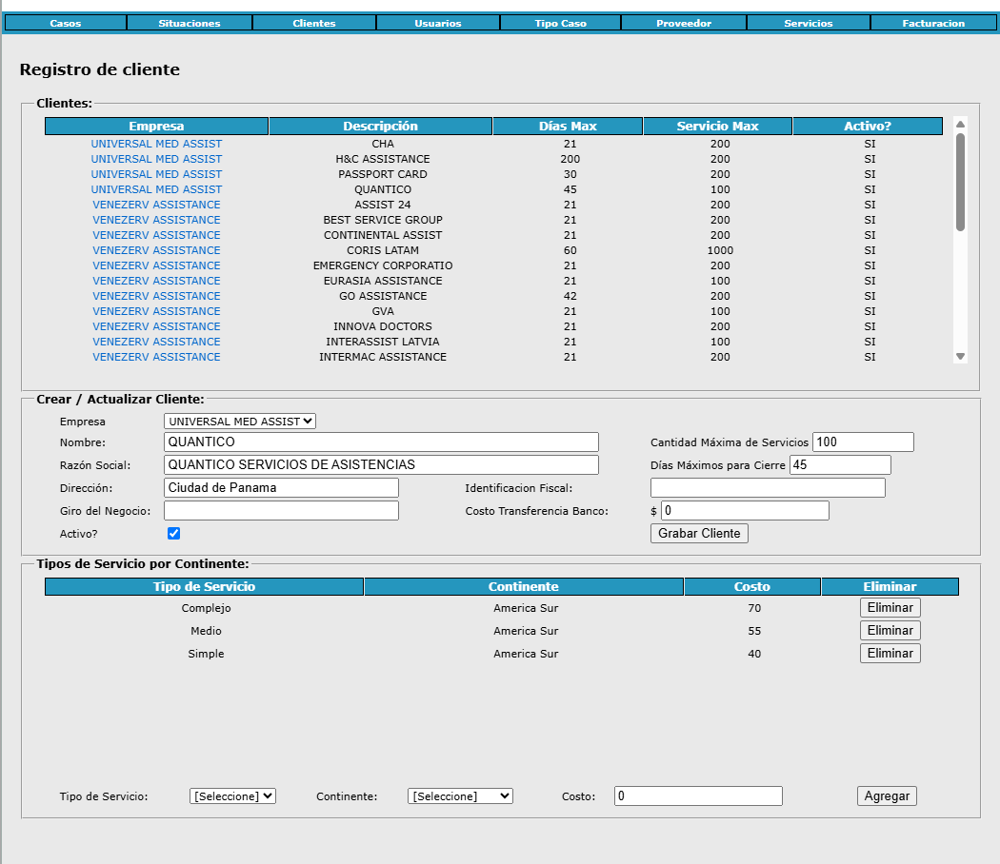 Casos Situaciones Clientes Usuarios Tipo Caso Proveedor Servicios Facturacion
Registro de cliente
Clientes:
Empresa Descripción Días Max Servicio Max Activo?
UNIVERSAL MED ASSIST CHA 21 200 SI
UNIVERSAL MED ASSIST H&C ASSISTANCE 200 200 SI
UNIVERSAL MED ASSIST PASSPORT CARD 30 200 SI
UNIVERSAL MED ASSIST QUANTICO 45 100 SI
VENEZERV ASSISTANCE ASSIST 24 21 200 SI
VENEZERV ASSISTANCE BEST SERVICE GROUP 21 200 SI
VENEZERV ASSISTANCE CONTINENTAL ASSIST 21 200 SI
VENEZERV ASSISTANCE CORIS LATAM 60 1000 SI
VENEZERV ASSISTANCE EMERGENCY CORPORATIO 21 200 SI
VENEZERV ASSISTANCE EURASIA ASSISTANCE 21 100 SI
VENEZERV ASSISTANCE GO ASSISTANCE 42 200 SI
VENEZERV ASSISTANCE GVA 21 100 SI
VENEZERV ASSISTANCE INNOVA DOCTORS 21 200 SI
VENEZERV ASSISTANCE INTERASSIST LATVIA 21 100 SI
VENEZERV ASSISTANCE INTERMAC ASSISTANCE 21 200 SI
Crear / Actualizar Cliente:
Empresa UNIVERSAL MED ASSIST
Nombre: QUANTICO Cantidad Máxima de Servicios 100
Razón Social: QUANTICO SERVICIOS DE ASISTENCIAS Días Máximos para Cierre 45
Dirección: Ciudad de Panama Identificacion Fiscal:
Giro del Negocio: Costo Transferencia Banco: $ 0
Activo? Grabar Cliente
Tipos de Servicio por Continente:
Tipo de Servicio Continente Costo Eliminar
Complejo America Sur 70 Eliminar
Medio America Sur 55 Eliminar
Simple America Sur 40 Eliminar
Tipo de Servicio: [Seleccione] Continente: [Seleccione] Costo: 0 Agregar